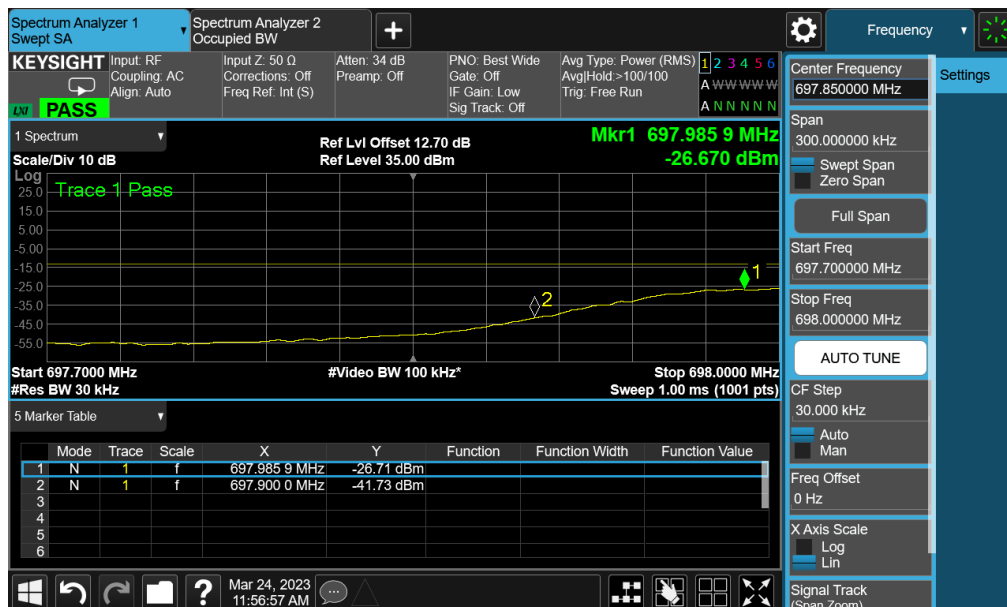 Spectrum Analyzer 1
Swept SA
Spectrum Analyzer 2
Occupied BW
Frequency
KEYSIGHT
LXI
PASS
Input: RF
Coupling: AC
Align: Auto
Input Z: 50 Ω
Corrections: Off
Freq Ref: Int (S)
Atten: 34 dB
Preamp: Off
PNO: Best Wide
Gate: Off
IF Gain: Low
Sig Track: Off
Avg Type: Power (RMS)
Avg|Hold:>100/100
Trig: Free Run
1 2 3 4 5 6
A W W W W W
A N N N N N
1 Spectrum
Scale/Div 10 dB
Ref Lvl Offset 12.70 dB
Ref Level 35.00 dBm
Mkr1 697.985 9 MHz
-26.670 dBm
Log
Trace 1 Pass
25.0
15.0
5.00
-5.00
-15.0
-25.0
-35.0
-45.0
-55.0
1
2
Start 697.7000 MHz
#Video BW 100 kHz*
Stop 698.0000 MHz
#Res BW 30 kHz
Sweep 1.00 ms (1001 pts)
5 Marker Table
Mode Trace Scale X Y Function Function Width Function Value
1 N 1 f 697.985 9 MHz -26.71 dBm
2 N 1 f 697.900 0 MHz -41.73 dBm
3
4
5
6
?
Mar 24, 2023
11:56:57 AM
Center Frequency
697.850000 MHz
Settings
Span
300.000000 kHz
Swept Span
Zero Span
Full Span
Start Freq
697.700000 MHz
Stop Freq
698.000000 MHz
AUTO TUNE
CF Step
30.000 kHz
Auto
Man
Freq Offset
0 Hz
X Axis Scale
Log
Lin
Signal Track
(Span Zoom)